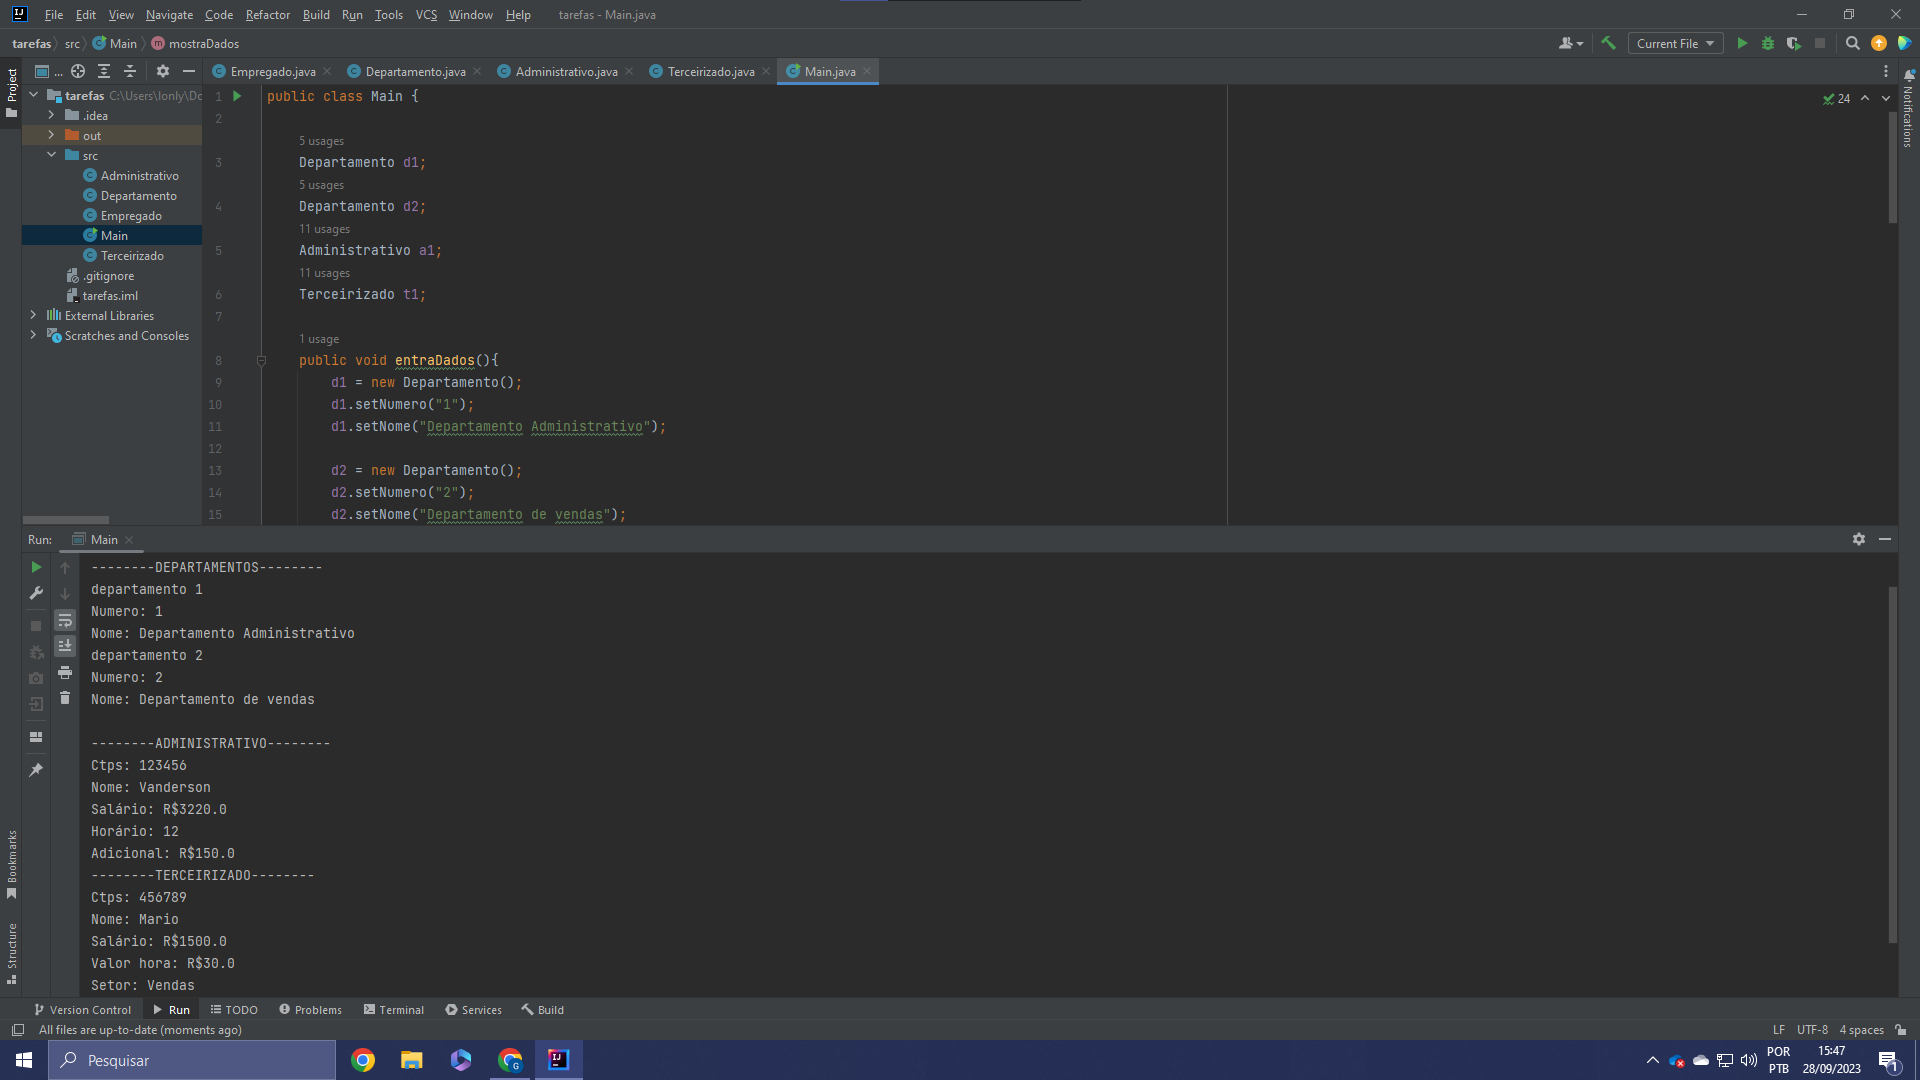 File Edit View Navigate Code Refactor Build Run Tools VCS Window Help tarefas - Main.java
tarefas src Main mostraDados
Current File
Project
...
Empregado.java
Departamento.java
Administrativo.java
Terceirizado.java
Main.java
tarefas C:\Users\lonly\Do
.idea
out
src
Administrativo
Departamento
Empregado
Main
Terceirizado
.gitignore
tarefas.iml
External Libraries
Scratches and Consoles
24
Notifications
1 public class Main {
2
5 usages
3 Departamento d1;
5 usages
4 Departamento d2;
11 usages
5 Administrativo a1;
11 usages
6 Terceirizado t1;
7
1 usage
8 public void entraDados(){
9 d1 = new Departamento();
10 d1.setNumero("1");
11 d1.setNome("Departamento Administrativo");
12
13 d2 = new Departamento();
14 d2.setNumero("2");
15 d2.setNome("Departamento de vendas");
Run: Main
--------DEPARTAMENTOS--------
departamento 1
Numero: 1
Nome: Departamento Administrativo
departamento 2
Numero: 2
Nome: Departamento de vendas
--------ADMINISTRATIVO--------
Ctps: 123456
Nome: Vanderson
Salário: R$3220.0
Horário: 12
Adicional: R$150.0
--------TERCEIRIZADO--------
Ctps: 456789
Nome: Mario
Salário: R$1500.0
Valor hora: R$30.0
Setor: Vendas
Bookmarks
Structure
Version Control Run TODO Problems Terminal Services Build
All files are up-to-date (moments ago)
LF UTF-8 4 spaces
Pesquisar
POR
PTB
15:47
28/09/2023
1